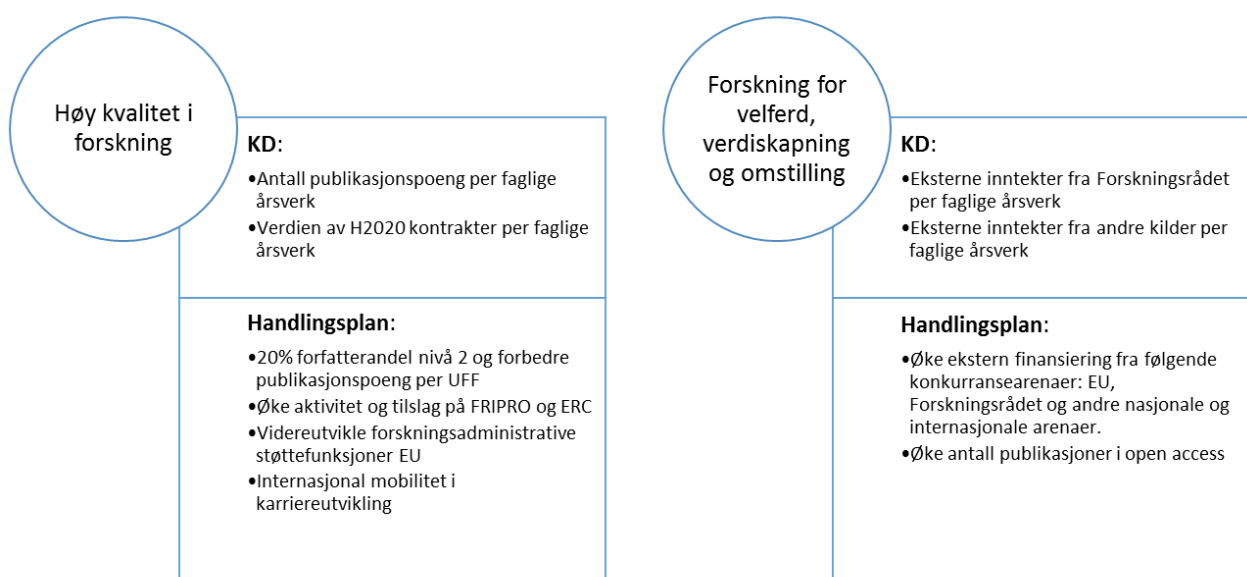 Høy kvalitet i
forskning
KD:
•Antall publikasjonspoeng per faglige
årsverk
•Verdien av H2020 kontrakter per faglige
årsverk
Handlingsplan:
•20% forfatterandel nivå 2 og forbedre
publikasjonspoeng per UFF
•Øke aktivitet og tilslag på FRIPRO og ERC
•Videreutvikle forskningsadministrative
støttefunksjoner EU
•Internasjonal mobilitet i
karriereutvikling
Forskning for
velferd,
verdiskapning
og omstilling
KD:
•Eksterne inntekter fra Forskningsrådet
per faglige årsverk
•Eksterne inntekter fra andre kilder per
faglige årsverk
Handlingsplan:
•Øke ekstern finansiering fra følgende
konkurransearenaer: EU,
Forskningsrådet og andre nasjonale og
internasjonale arenaer.
•Øke antall publikasjoner i open access